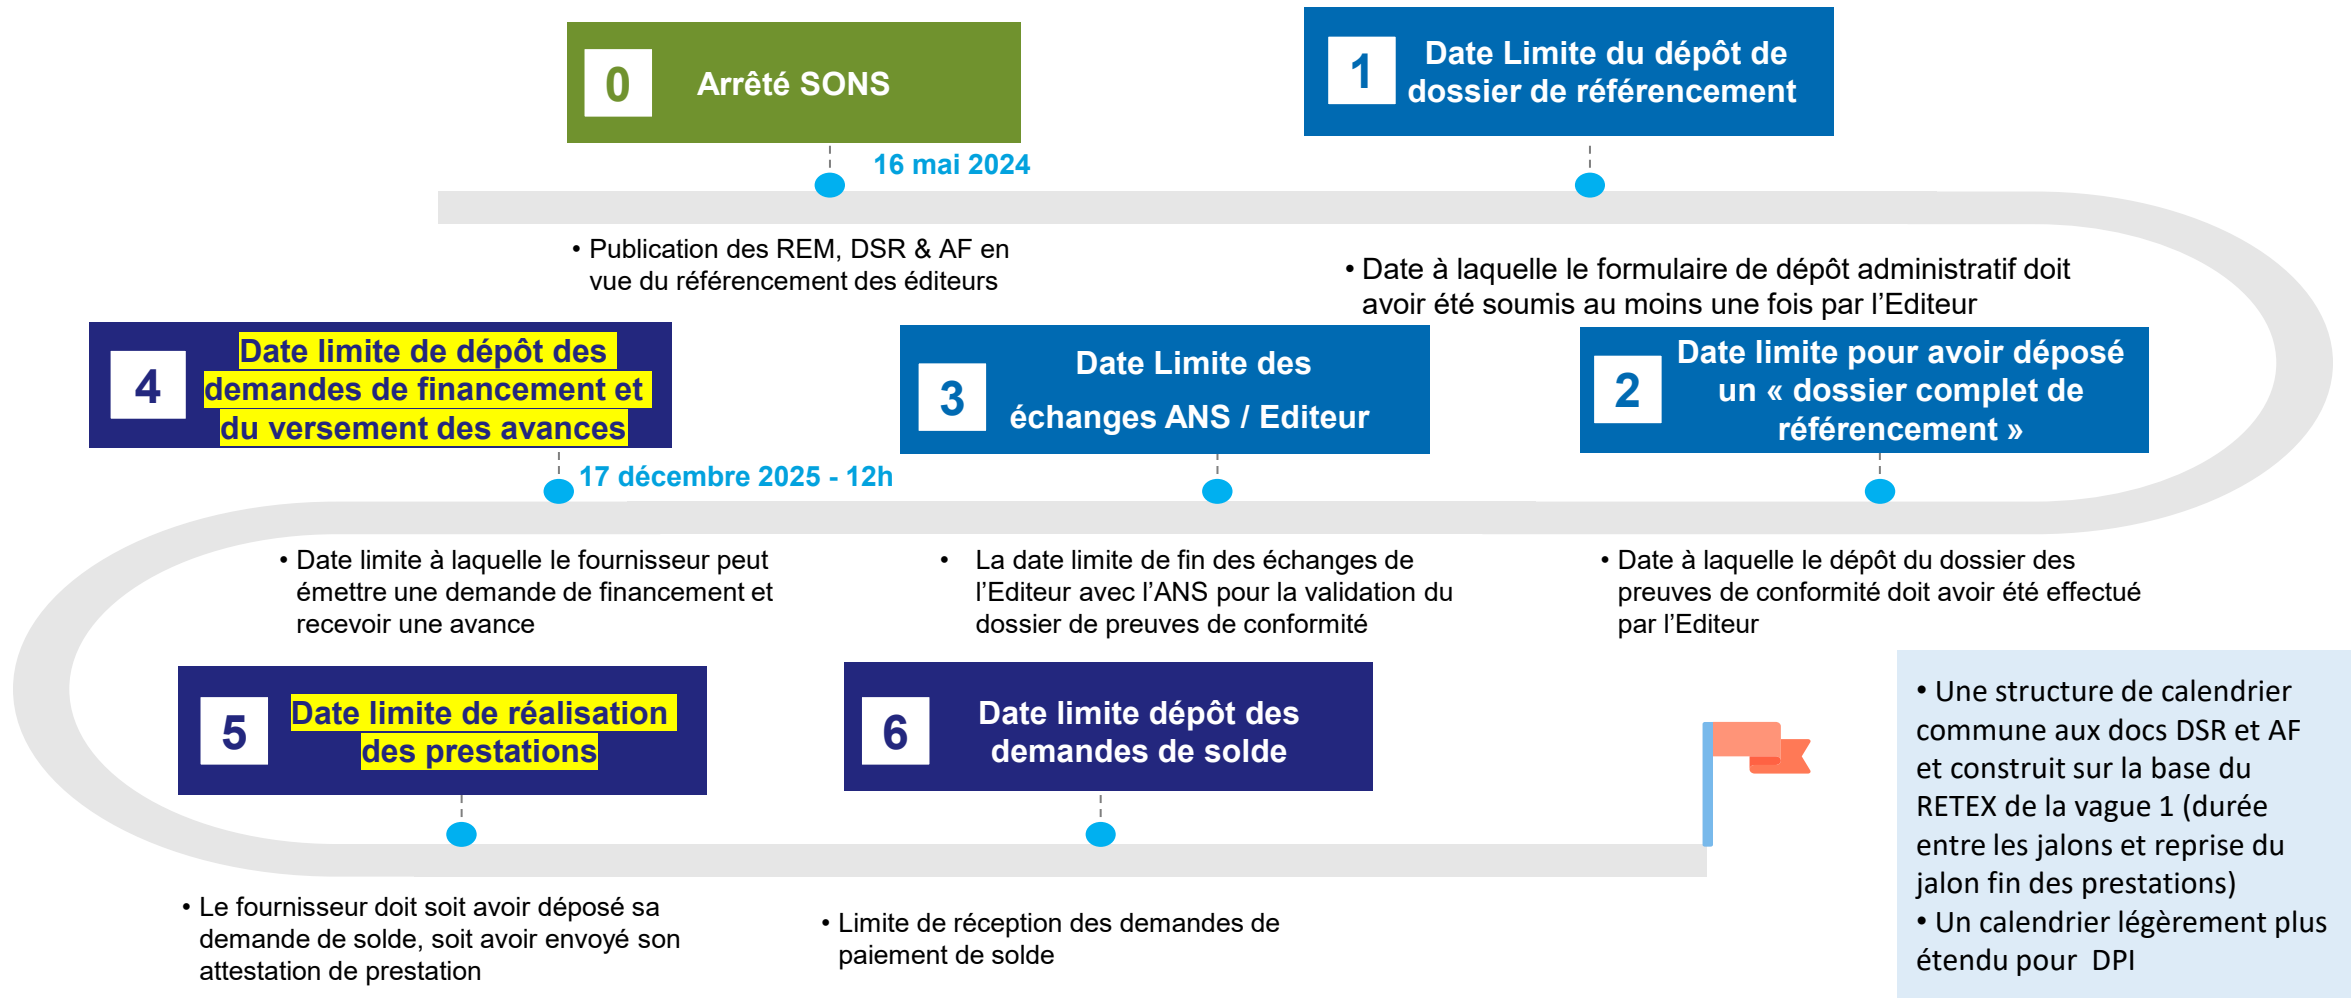 0
Arrêté SONS
16 mai 2024
• Publication des REM, DSR & AF en
vue du référencement des éditeurs
1
Date Limite du dépôt de
dossier de référencement
• Date à laquelle le formulaire de dépôt administratif doit
avoir été soumis au moins une fois par l’Editeur
2
Date limite pour avoir déposé
un « dossier complet de
référencement »
• Date à laquelle le dépôt du dossier des
preuves de conformité doit avoir été effectué
par l’Editeur
3
Date Limite des
échanges ANS / Editeur
• La date limite de fin des échanges de
l’Editeur avec l’ANS pour la validation du
dossier de preuves de conformité
4
Date limite de dépôt des
demandes de financement et
du versement des avances
17 décembre 2025 - 12h
• Date limite à laquelle le fournisseur peut
émettre une demande de financement et
recevoir une avance
5
Date limite de réalisation
des prestations
• Le fournisseur doit soit avoir déposé sa
demande de solde, soit avoir envoyé son
attestation de prestation
6
Date limite dépôt des
demandes de solde
• Limite de réception des demandes de
paiement de solde
• Une structure de calendrier
commune aux docs DSR et AF
et construit sur la base du
RETEX de la vague 1 (durée
entre les jalons et reprise du
jalon fin des prestations)
• Un calendrier légèrement plus
étendu pour DPI